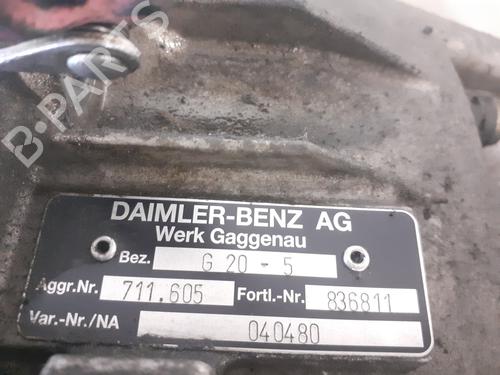 B-PARTS
DAIMLER-BENZ AG
Werk Gaggenau
Bez. G 20 - 5
Aggr.Nr. 711.605 Fortl.-Nr. 836811
Var.-Nr./NA 040480